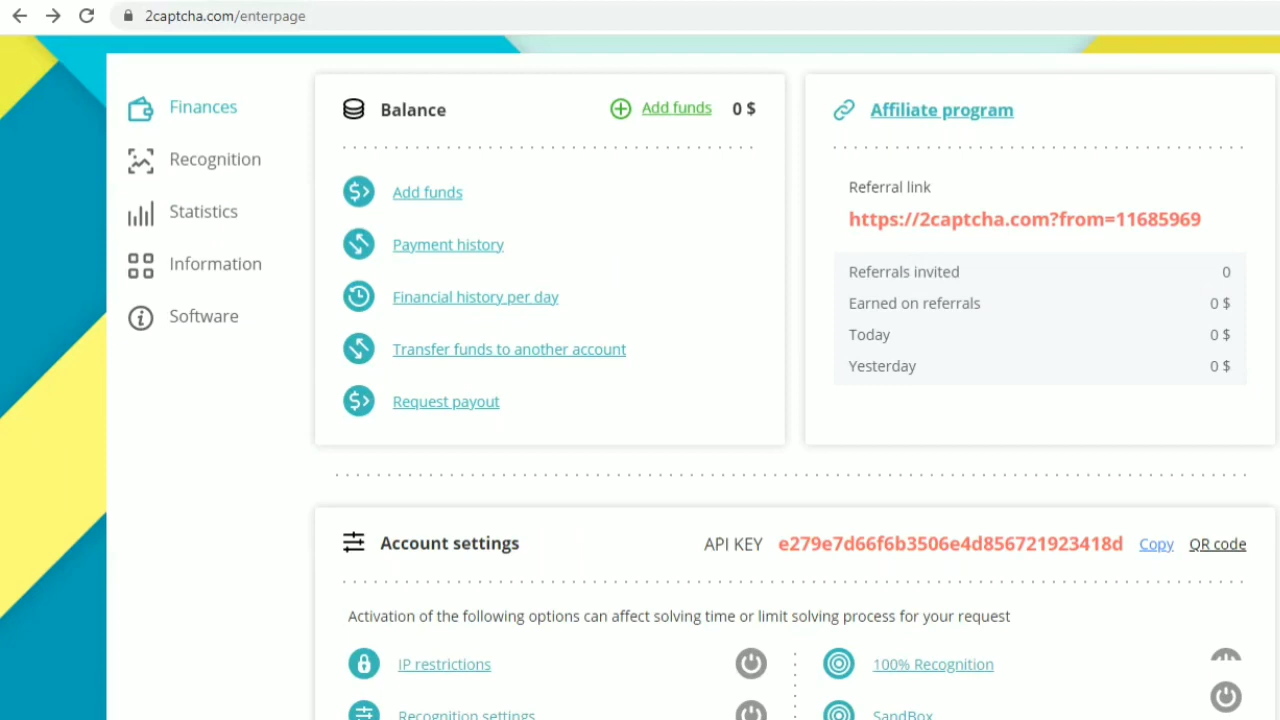 2captcha.com/enterpage
Finances
Recognition
Statistics
Information
Software
Balance
Add funds
0 $
Add funds
Payment history
Financial history per day
Transfer funds to another account
Request payout
Affiliate program
Referral link
https://2captcha.com?from=11685969
Referrals invited 0
Earned on referrals 0 $
Today 0 $
Yesterday 0 $
Account settings
API KEY e279e7d66f6b3506e4d856721923418d Copy QR code
Activation of the following options can affect solving time or limit solving process for your request
IP restrictions
100% Recognition
Recognition settings
SandBox